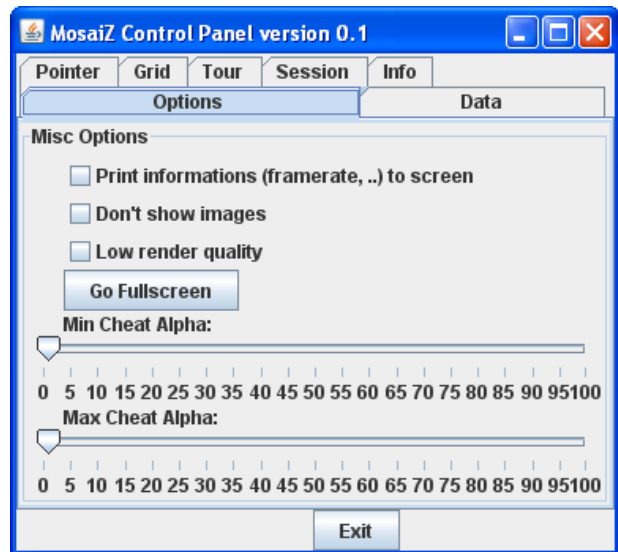 MosaiZ Control Panel version 0.1
Pointer Grid Tour Session Info
Options Data
Misc Options
Print informations (framerate, ..) to screen
Don't show images
Low render quality
Go Fullscreen
Min Cheat Alpha:
0 5 10 15 20 25 30 35 40 45 50 55 60 65 70 75 80 85 90 95100
Max Cheat Alpha:
0 5 10 15 20 25 30 35 40 45 50 55 60 65 70 75 80 85 90 95100
Exit